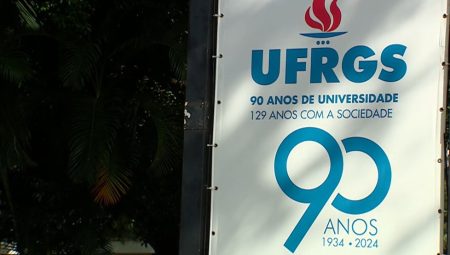 UFRGS
90 ANOS DE UNIVERSIDADE
129 ANOS COM A SOCIEDADE
90
ANOS
1934 • 2024